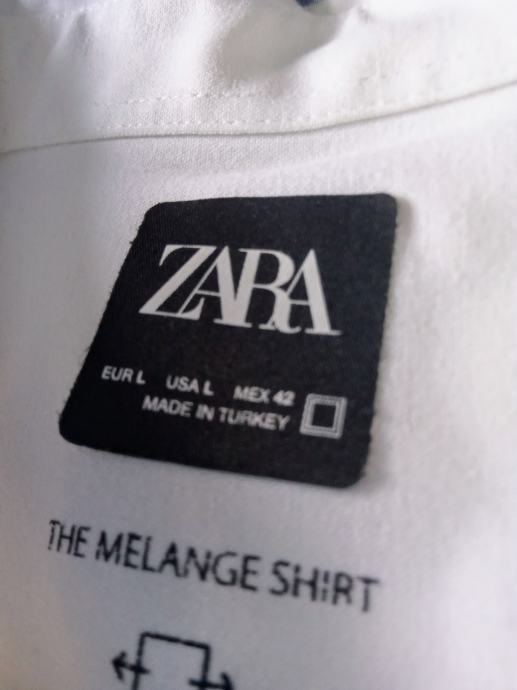 ZARA
EUR L USA L MEX 42
MADE IN TURKEY
THE MELANGE SHIRT